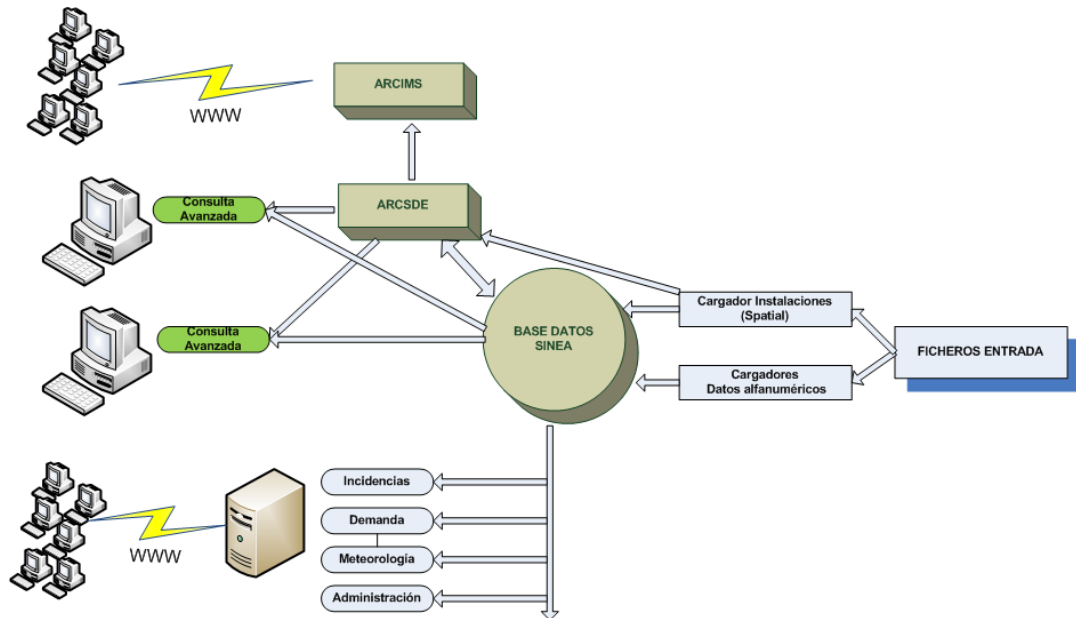 ARCIMS
WWW
Consulta
Avanzada
ARCSDE
Cargador Instalaciones
(Spatial)
Consulta
Avanzada
BASE DATOS
SINEA
FICHEROS ENTRADA
Cargadores
Datos alfanuméricos
Incidencias
Demanda
WWW
Meteorología
Administración